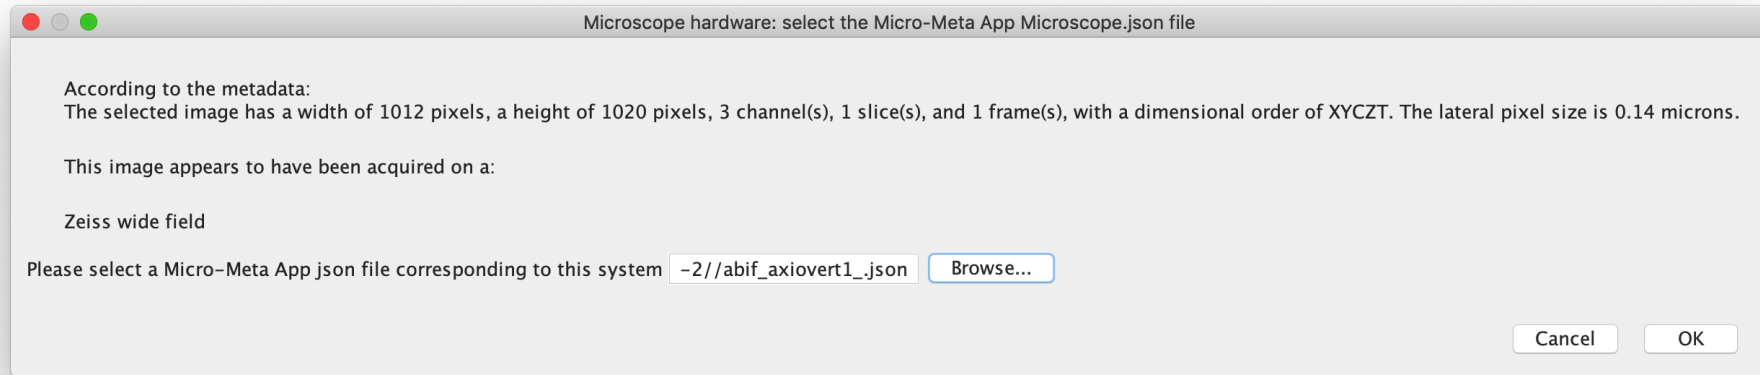 Microscope hardware: select the Micro-Meta App Microscope.json file
According to the metadata:
The selected image has a width of 1012 pixels, a height of 1020 pixels, 3 channel(s), 1 slice(s), and 1 frame(s), with a dimensional order of XYCZT. The lateral pixel size is 0.14 microns.
This image appears to have been acquired on a:
Zeiss wide field
Please select a Micro-Meta App json file corresponding to this system -2//abif_axiovert1_.json Browse...
Cancel OK